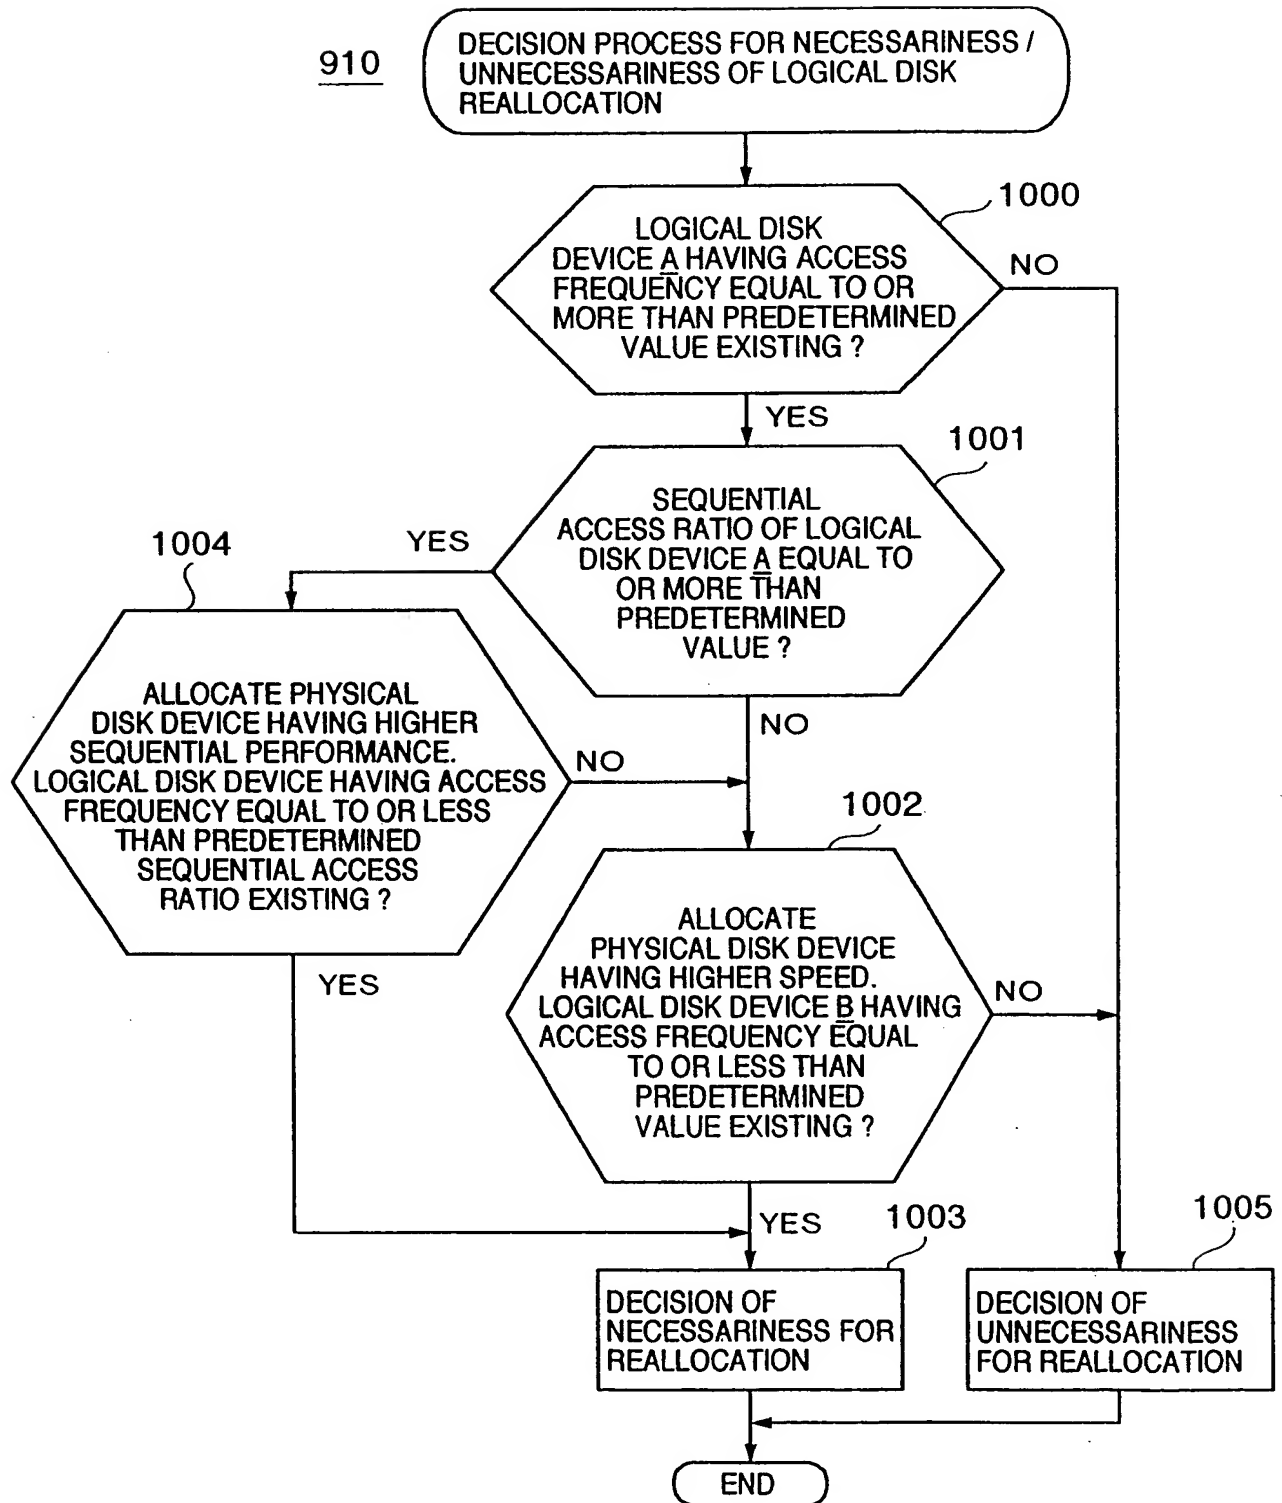 910
DECISION PROCESS FOR NECESSARINESS /
UNNECESSARINESS OF LOGICAL DISK
REALLOCATION
1000
LOGICAL DISK
DEVICE A HAVING ACCESS
FREQUENCY EQUAL TO OR
MORE THAN PREDETERMINED
VALUE EXISTING ?
NO
YES
1001
SEQUENTIAL
ACCESS RATIO OF LOGICAL
DISK DEVICE A EQUAL TO
OR MORE THAN
PREDETERMINED
VALUE ?
YES
NO
1004
ALLOCATE PHYSICAL
DISK DEVICE HAVING HIGHER
SEQUENTIAL PERFORMANCE.
LOGICAL DISK DEVICE HAVING ACCESS
FREQUENCY EQUAL TO OR LESS
THAN PREDETERMINED
SEQUENTIAL ACCESS
RATIO EXISTING ?
NO
YES
1002
ALLOCATE
PHYSICAL DISK DEVICE
HAVING HIGHER SPEED.
LOGICAL DISK DEVICE B HAVING
ACCESS FREQUENCY EQUAL
TO OR LESS THAN
PREDETERMINED
VALUE EXISTING ?
NO
YES
1003
DECISION OF
NECESSARINESS FOR
REALLOCATION
1005
DECISION OF
UNNECESSARINESS
FOR REALLOCATION
END